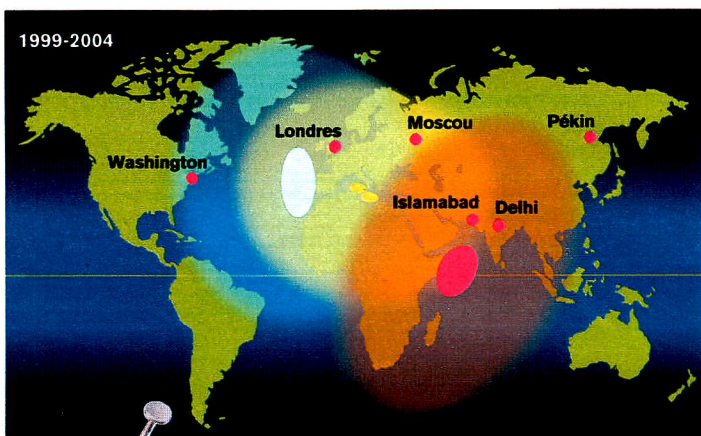 1999-2004
Londres
Moscou
Pékin
Washington
Islamabad
Delhi